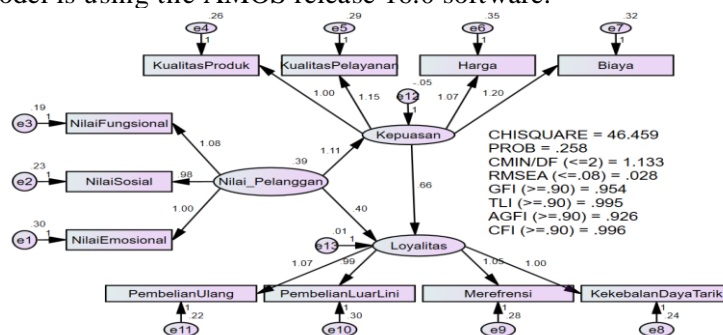 odel is using the AMOS release 16.0 software.
.26
.29
.35
.32
e4
e5
e6
e7
1
1
1
1
KualitasProduk
KualitasPelayanan
Harga
Biaya
1.00
1.15
1.07
1.20
-.05
e12
1
.19
e3
1
NilaiFungsional
1.08
1.11
Kepuasan
.23
e2
1
NilaiSosial
.98
Nilai_Pelanggan
.39
.66
.30
e1
1
NilaiEmosional
1.00
.40
CHISQUARE = 46.459
PROB = .258
CMIN/DF (<=2) = 1.133
RMSEA (<=.08) = .028
GFI (>=.90) = .954
TLI (>=.90) = .995
AGFI (>=.90) = .926
CFI (>=.90) = .996
.01
e13
1
Loyalitas
1.07
.99
1.05
1.00
PembelianUlang
PembelianLuarLini
Merefrensi
KekebalanDayaTarik
1
1
1
1
.22
.30
.28
.24
e11
e10
e9
e8